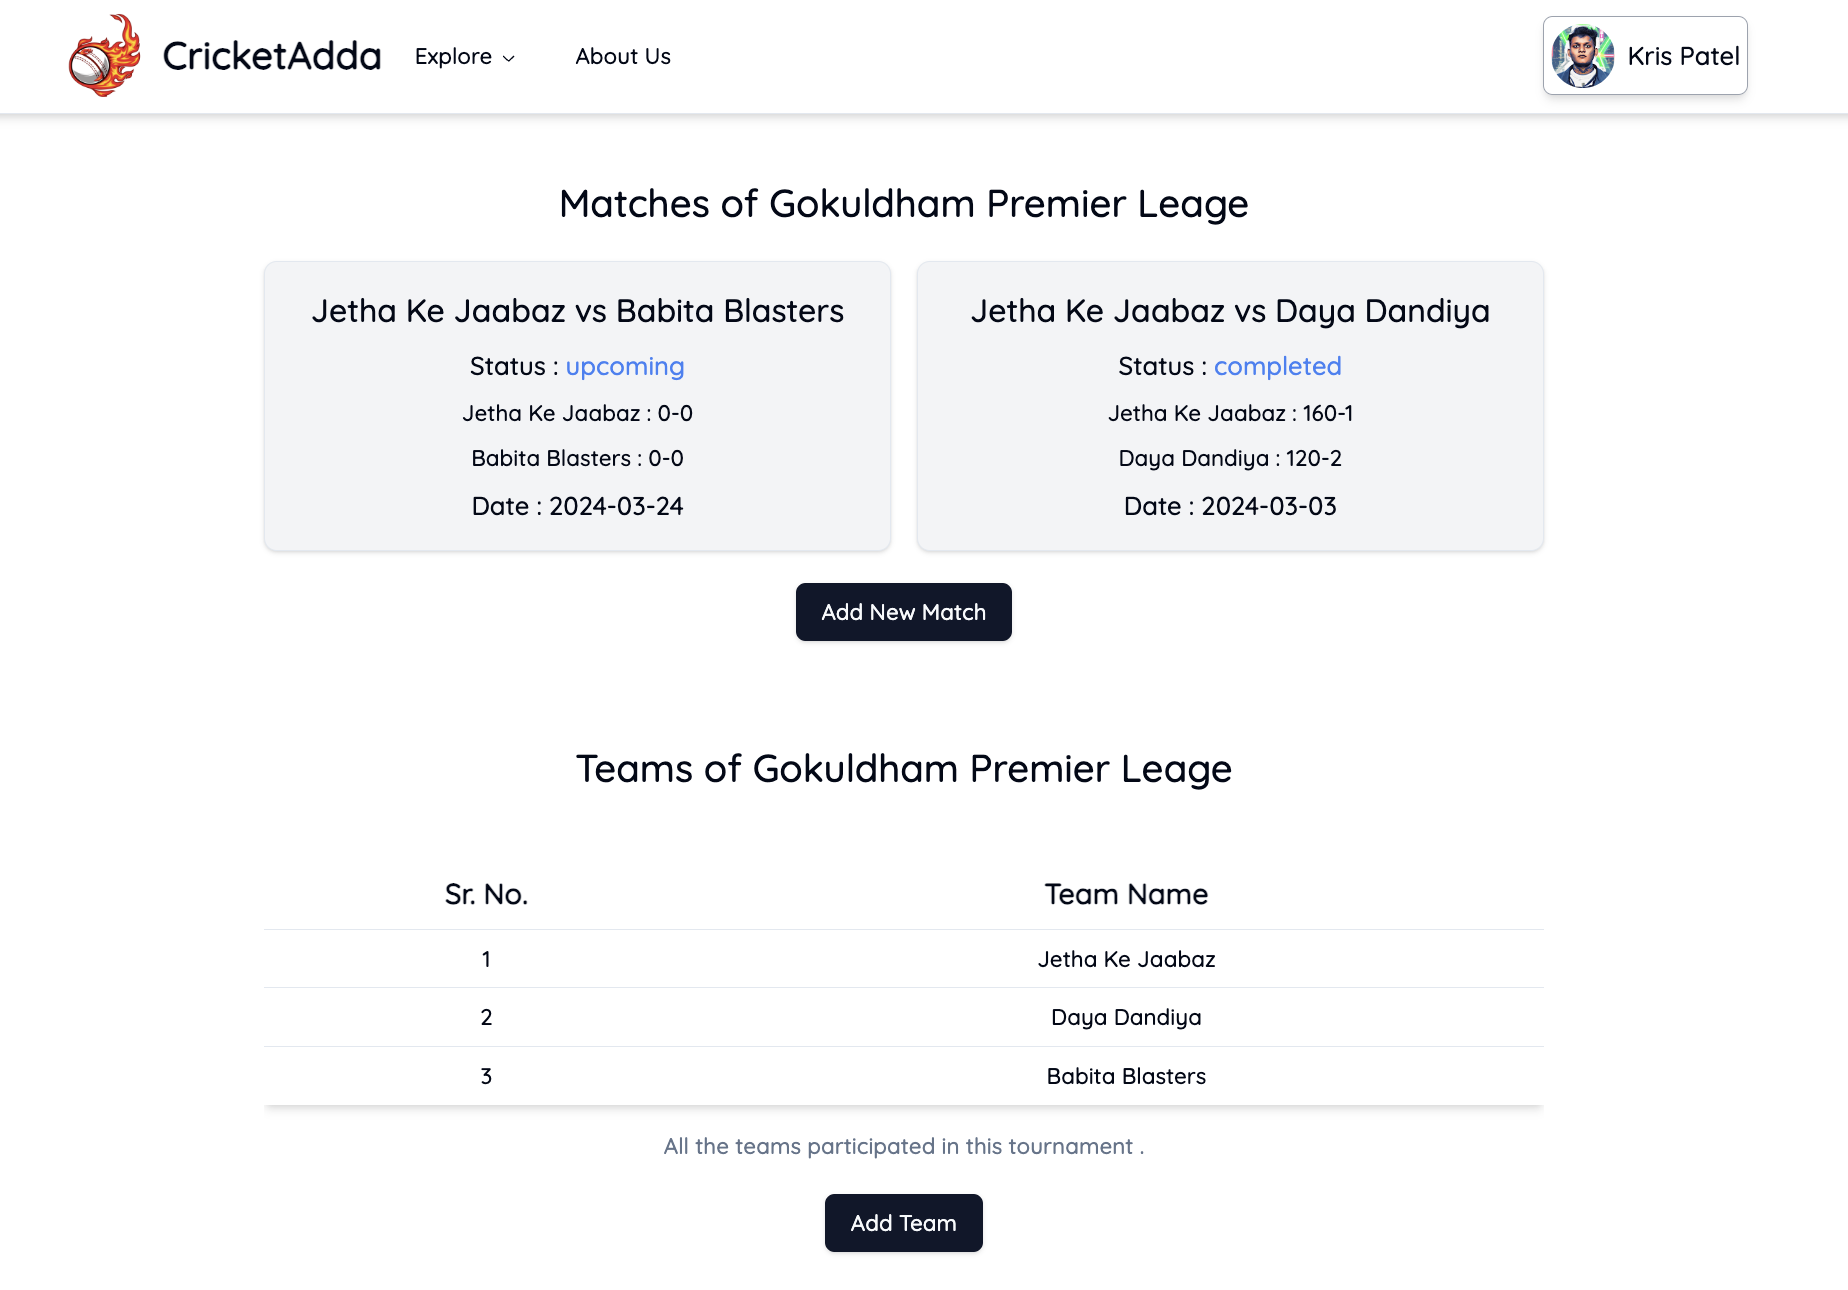 CricketAdda
Explore
About Us
Kris Patel
Matches of Gokuldham Premier Leage
Jetha Ke Jaabaz vs Babita Blasters
Status : upcoming
Jetha Ke Jaabaz : 0-0
Babita Blasters : 0-0
Date : 2024-03-24
Jetha Ke Jaabaz vs Daya Dandiya
Status : completed
Jetha Ke Jaabaz : 160-1
Daya Dandiya : 120-2
Date : 2024-03-03
Add New Match
Teams of Gokuldham Premier Leage
Sr. No. Team Name
1 Jetha Ke Jaabaz
2 Daya Dandiya
3 Babita Blasters
All the teams participated in this tournament .
Add Team